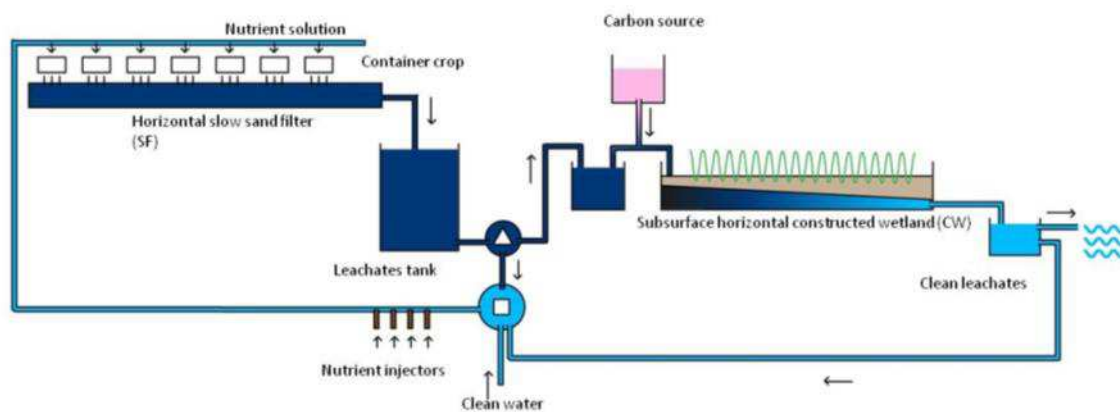 Nutrient solution
Carbon source
Container crop
Horizontal slow sand filter
(SF)
Subsurface horizontal constructed wetland (CW)
Leachates tank
Clean leachates
Nutrient injectors
Clean water